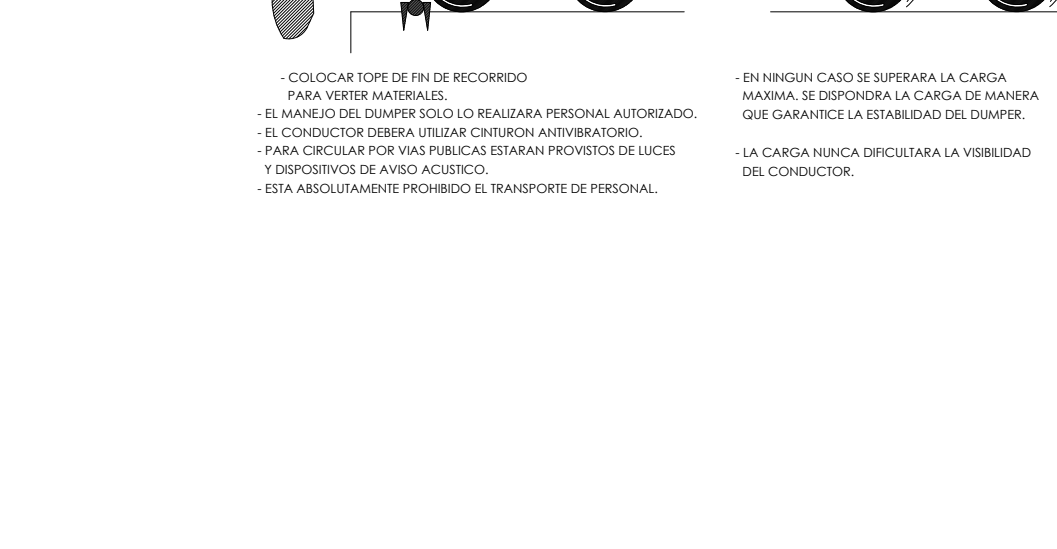 - COLOCAR TOPE DE FIN DE RECORRIDO
PARA VERTER MATERIALES.
- EL MANEJO DEL DUMPER SOLO LO REALIZARA PERSONAL AUTORIZADO.
- EL CONDUCTOR DEBERA UTILIZAR CINTURON ANTIVIBRATORIO.
- PARA CIRCULAR POR VIAS PUBLICAS ESTARAN PROVISTOS DE LUCES
Y DISPOSITIVOS DE AVISO ACUSTICO.
- ESTA ABSOLUTAMENTE PROHIBIDO EL TRANSPORTE DE PERSONAL.
- EN NINGUN CASO SE SUPERARA LA CARGA
MAXIMA. SE DISPONDRA LA CARGA DE MANERA
QUE GARANTICE LA ESTABILIDAD DEL DUMPER.
- LA CARGA NUNCA DIFICULTARA LA VISIBILIDAD
DEL CONDUCTOR.